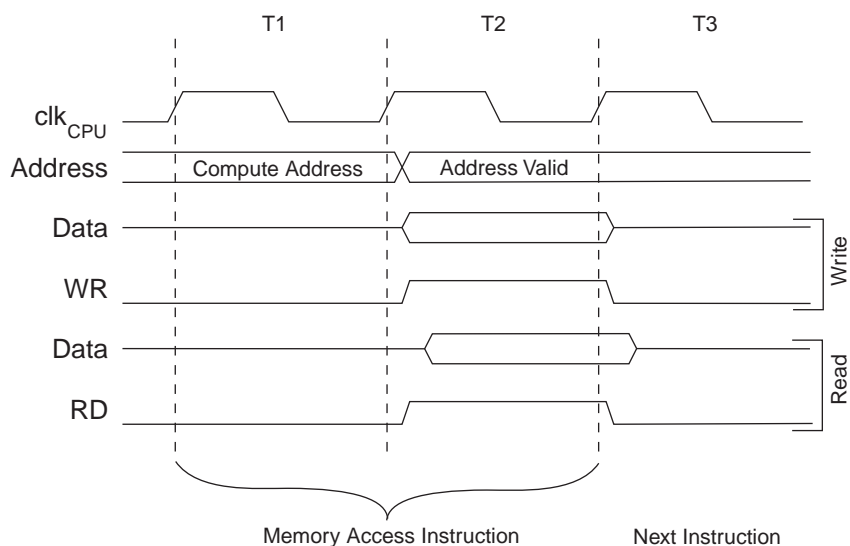 T1 T2 T3
clkCPU
Address Compute Address Address Valid
Data
WR
Write
Data
RD
Read
Memory Access Instruction Next Instruction